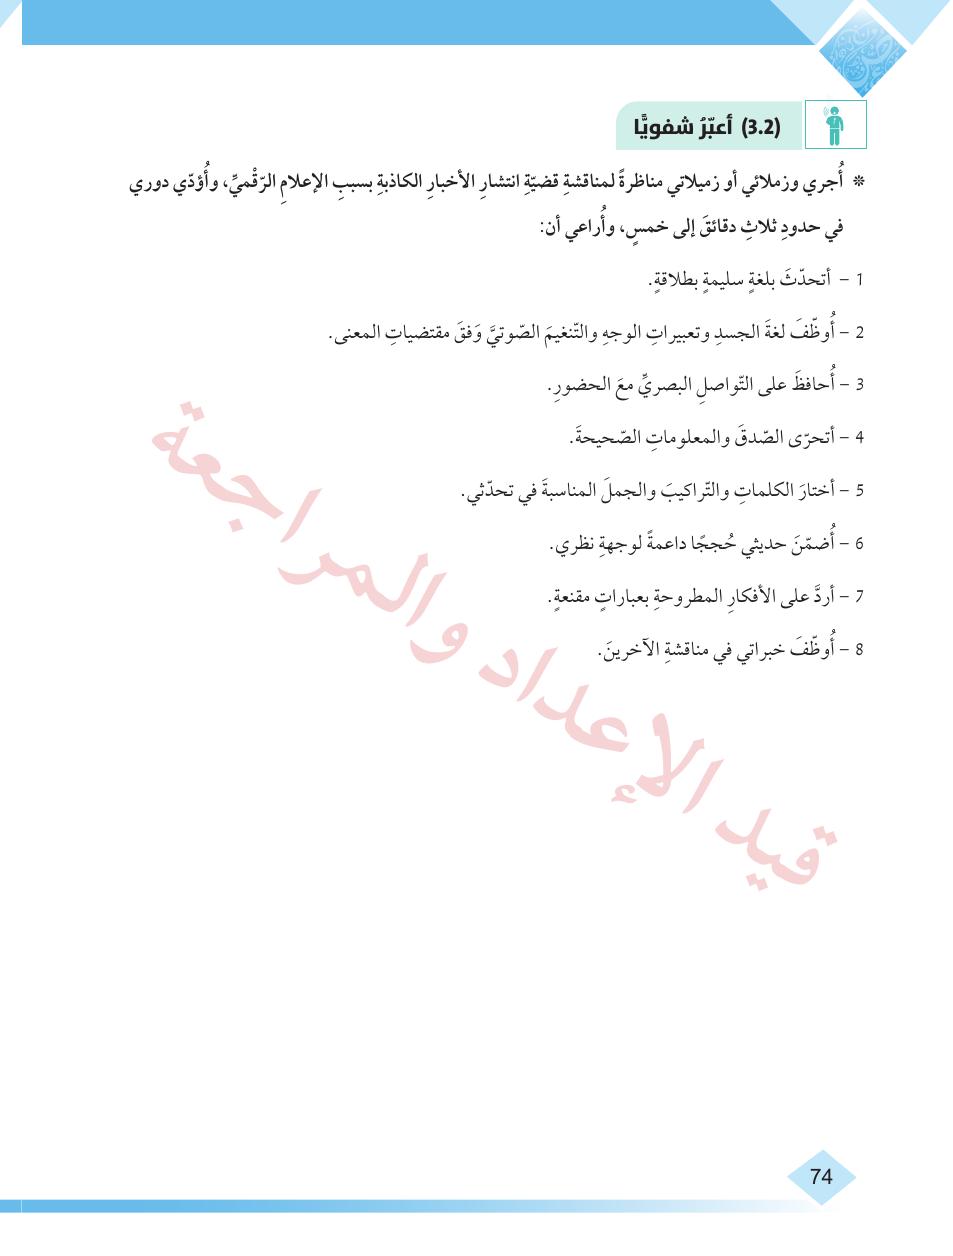 (3.2) أعبّرُ شفويًّا
* أُجري وزملائي أو زميلاتي مناظرةً لمناقشةِ قضيّةِ انتشارِ الأخبارِ الكاذبةِ بسببِ الإعلامِ الرّقْميِّ، وأُؤدّي دوري
في حدودِ ثلاثِ دقائقَ إلى خمسٍ، وأُراعي أن:
1 – أتحدّثَ بلغةٍ سليمةٍ بطلاقةٍ.
2 – أُوظّفَ لغةَ الجسدِ وتعبيراتِ الوجهِ والتّنغيمَ الصّوتيَّ وَفقَ مقتضياتِ المعنى.
3 – أُحافظَ على التّواصلِ البصريِّ معَ الحضورِ.
4 – أتحرّى الصّدقَ والمعلوماتِ الصّحيحةَ.
5 – أختارَ الكلماتِ والتّراكيبَ والجملَ المناسبةَ في تحدّثي.
6 – أُضمّنَ حديثي حُججًا داعمةً لوجهةِ نظري.
7 – أردَّ على الأفكارِ المطروحةِ بعباراتٍ مقنعةٍ.
8 – أُوظّفَ خبراتي في مناقشةِ الآخرينَ.
قيد الإعداد والمراجعة
74